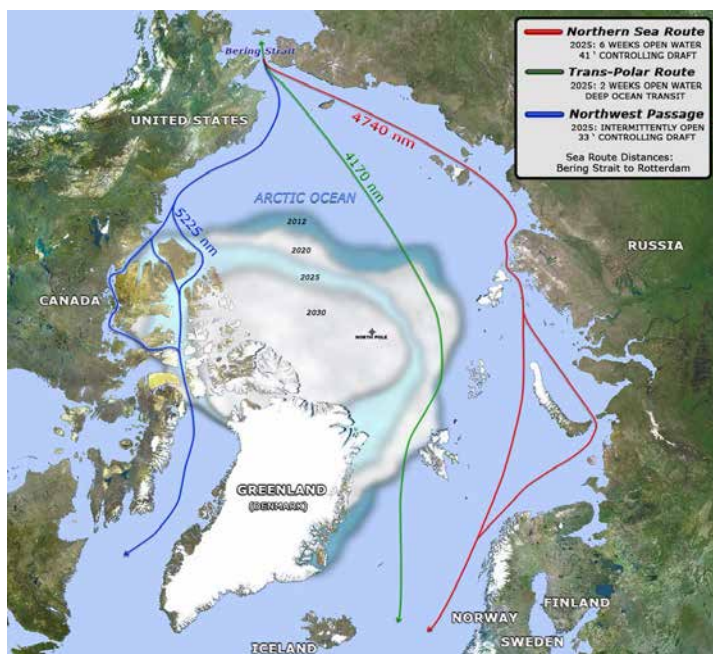 Bering Strait
Northern Sea Route
2025: 6 WEEKS OPEN WATER
41 ' CONTROLLING DRAFT
Trans-Polar Route
2025: 2 WEEKS OPEN WATER
DEEP OCEAN TRANSIT
Northwest Passage
2025: INTERMITTENTLY OPEN
33 ' CONTROLLING DRAFT
Sea Route Distances:
Bering Strait to Rotterdam
UNITED STATES
4740 nm
4170 nm
5225 nm
ARCTIC OCEAN
2012
2020
2025
2030
RUSSIA
CANADA
NORTH POLE
GREENLAND
(DENMARK)
NORWAY
FINLAND
SWEDEN
ICELAND